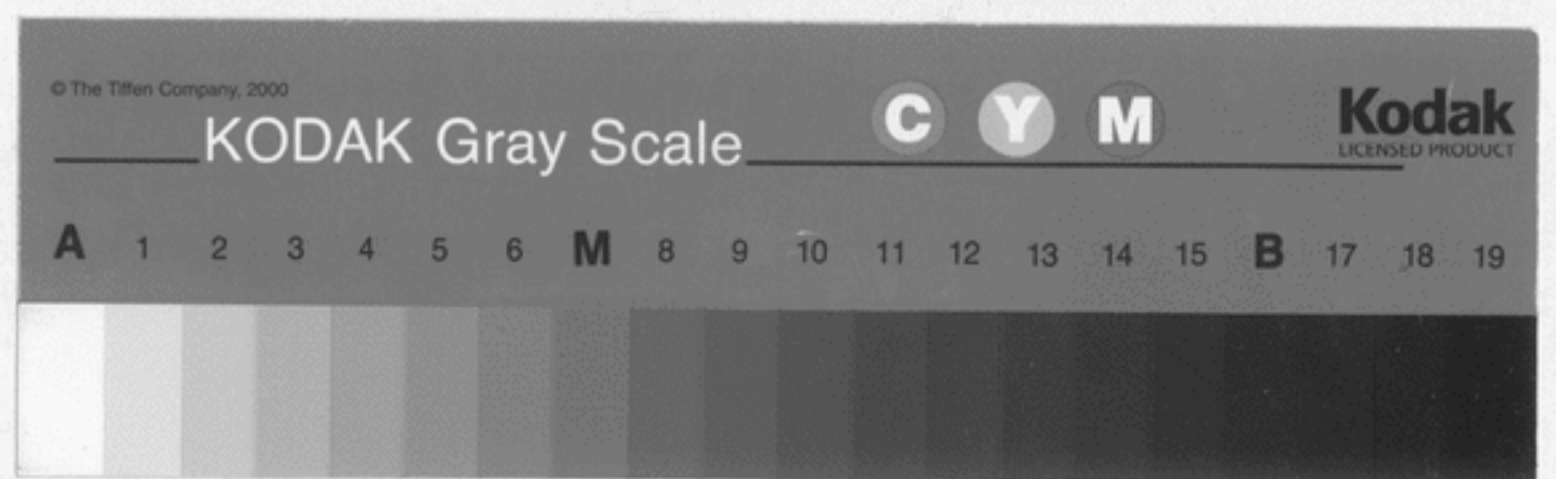 © The Tiffen Company, 2000
KODAK Gray Scale
C Y M
Kodak
LICENSED PRODUCT
A 1 2 3 4 5 6 M 8 9 10 11 12 13 14 15 B 17 18 19